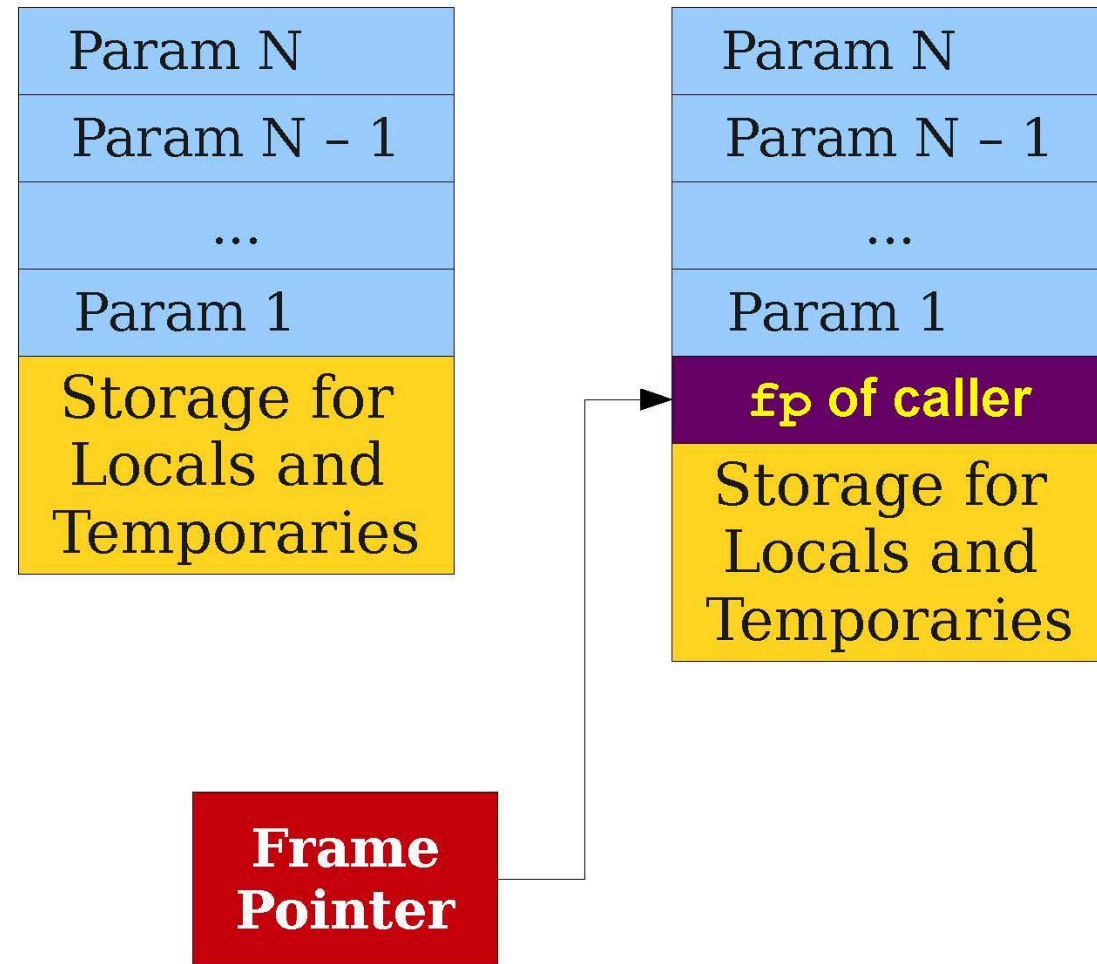 Param N
Param N – 1
...
Param 1
Storage for
Locals and
Temporaries
Param N
Param N – 1
...
Param 1
fp of caller
Storage for
Locals and
Temporaries
Frame
Pointer